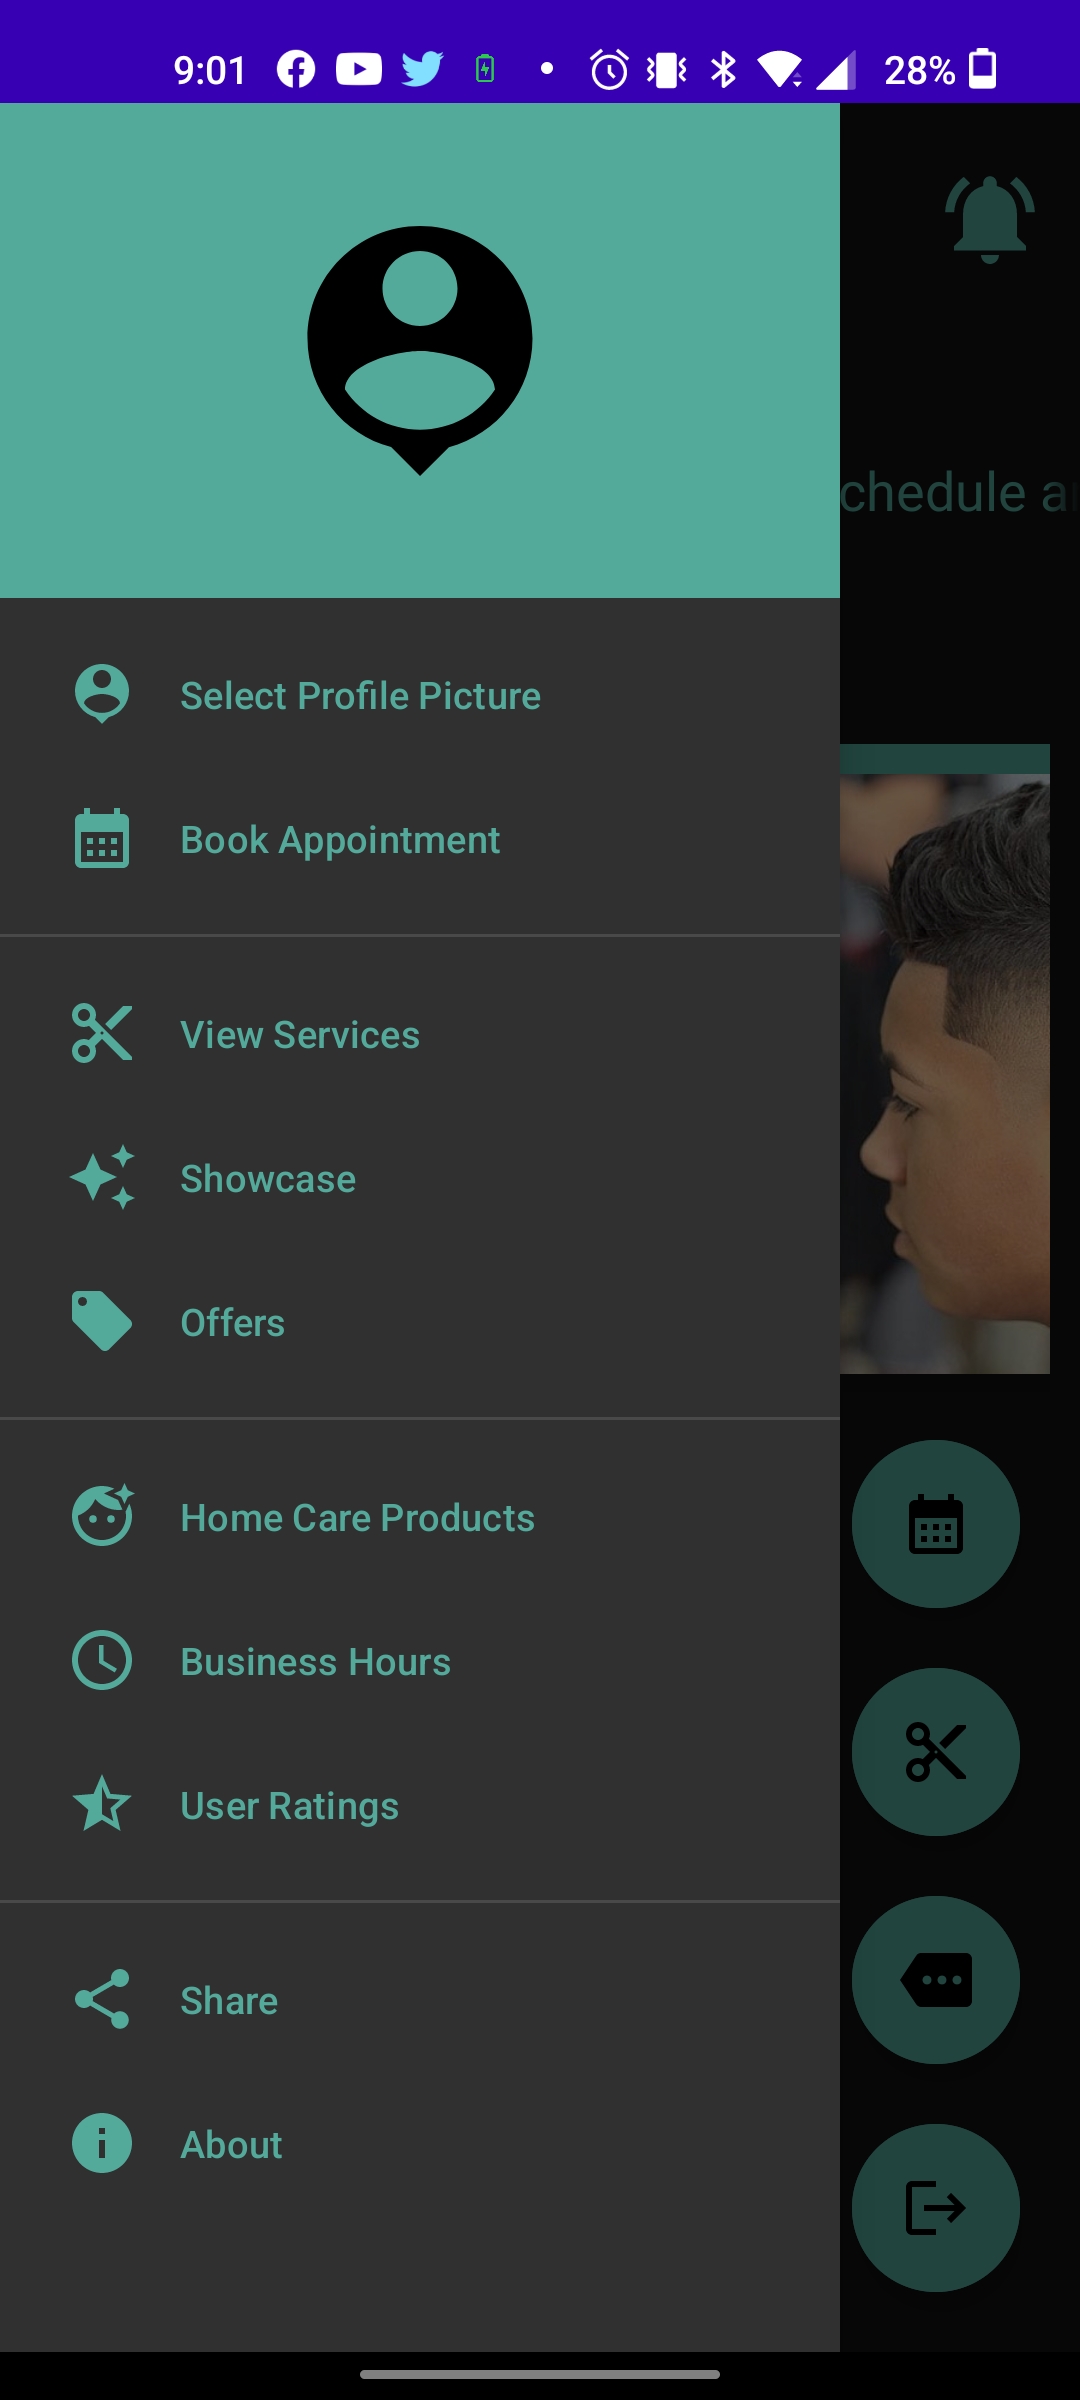 9:01
28%
chedule a
Select Profile Picture
Book Appointment
View Services
Showcase
Offers
Home Care Products
Business Hours
User Ratings
Share
About